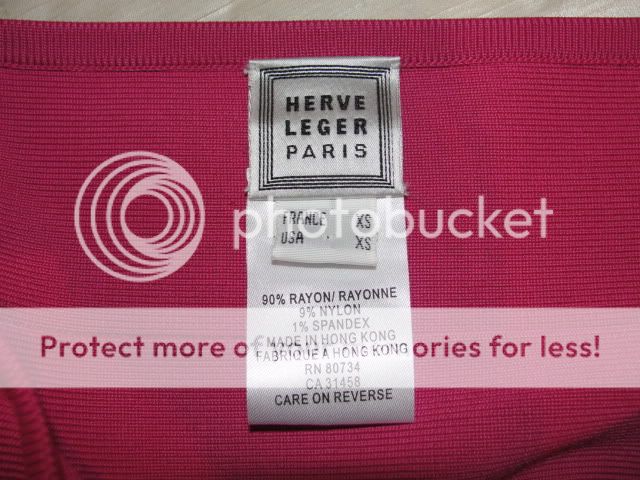 HERVE
LEGER
PARIS
FRANCE XS
USA XS
photobucket
90% RAYON/ RAYONNE
9% NYLON
1% SPANDEX
MADE IN HONG KONG
Protect more of your memories for less!
FABRIQUE A HONG KONG
RN 80734
CA 31458
CARE ON REVERSE